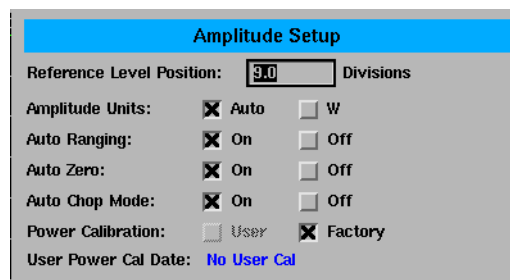 Amplitude Setup
Reference Level Position: 9.0 Divisions
Amplitude Units: Auto W
Auto Ranging: On Off
Auto Zero: On Off
Auto Chop Mode: On Off
Power Calibration: User Factory
User Power Cal Date: No User Cal